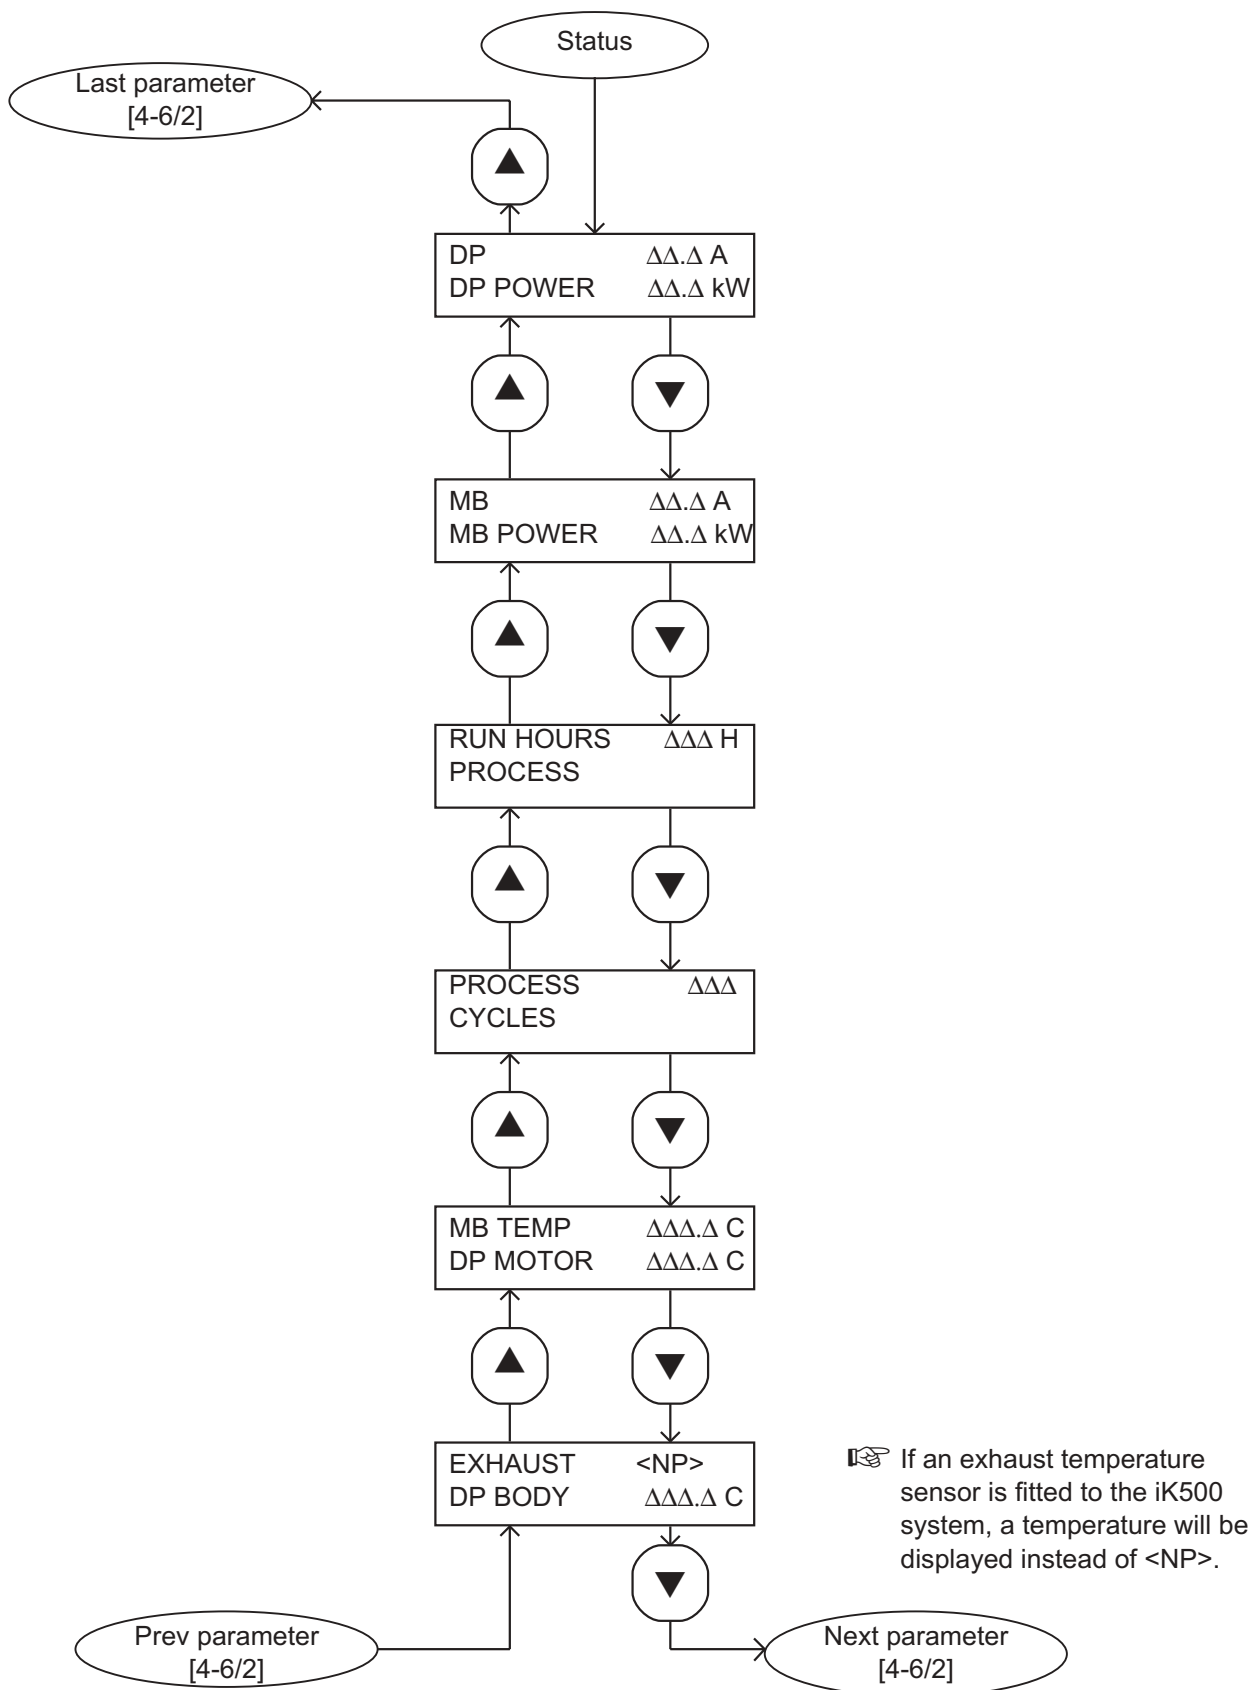 Status
Last parameter
[4-6/2]
DP ΔΔ.Δ A
DP POWER ΔΔ.Δ kW
MB ΔΔ.Δ A
MB POWER ΔΔ.Δ kW
RUN HOURS ΔΔΔ H
PROCESS
PROCESS ΔΔΔ
CYCLES
MB TEMP ΔΔΔ.Δ C
DP MOTOR ΔΔΔ.Δ C
EXHAUST <NP>
DP BODY ΔΔΔ.Δ C
☞ If an exhaust temperature
sensor is fitted to the iK500
system, a temperature will be
displayed instead of <NP>.
Prev parameter
[4-6/2]
Next parameter
[4-6/2]